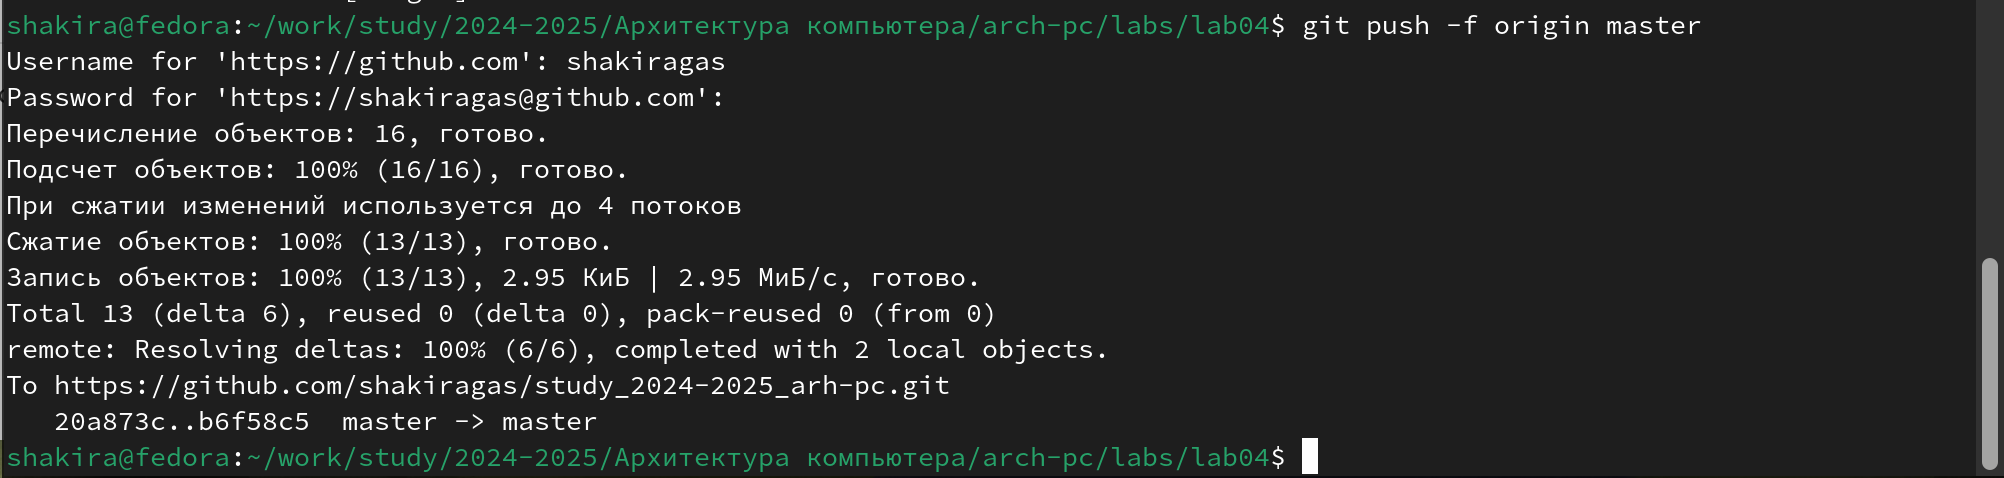 shakira@fedora:~/work/study/2024-2025/Архитектура компьютера/arch-pc/labs/lab04$ git push -f origin master
Username for 'https://github.com': shakiragas
Password for 'https://shakiragas@github.com':
Перечисление объектов: 16, готово.
Подсчет объектов: 100% (16/16), готово.
При сжатии изменений используется до 4 потоков
Сжатие объектов: 100% (13/13), готово.
Запись объектов: 100% (13/13), 2.95 КиБ | 2.95 МиБ/с, готово.
Total 13 (delta 6), reused 0 (delta 0), pack-reused 0 (from 0)
remote: Resolving deltas: 100% (6/6), completed with 2 local objects.
To https://github.com/shakiragas/study_2024-2025_arh-pc.git
   20a873c..b6f58c5  master -> master
shakira@fedora:~/work/study/2024-2025/Архитектура компьютера/arch-pc/labs/lab04$